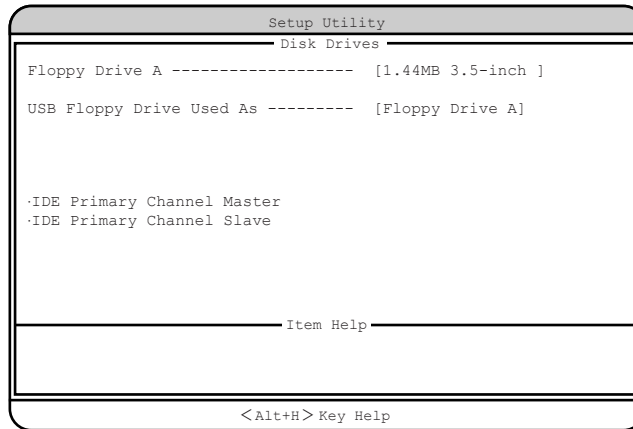 Setup Utility
Disk Drives
Floppy Drive A ------------------- [1.44MB 3.5-inch ]
USB Floppy Drive Used As --------- [Floppy Drive A]
·IDE Primary Channel Master
·IDE Primary Channel Slave
Item Help
<Alt+H> Key Help